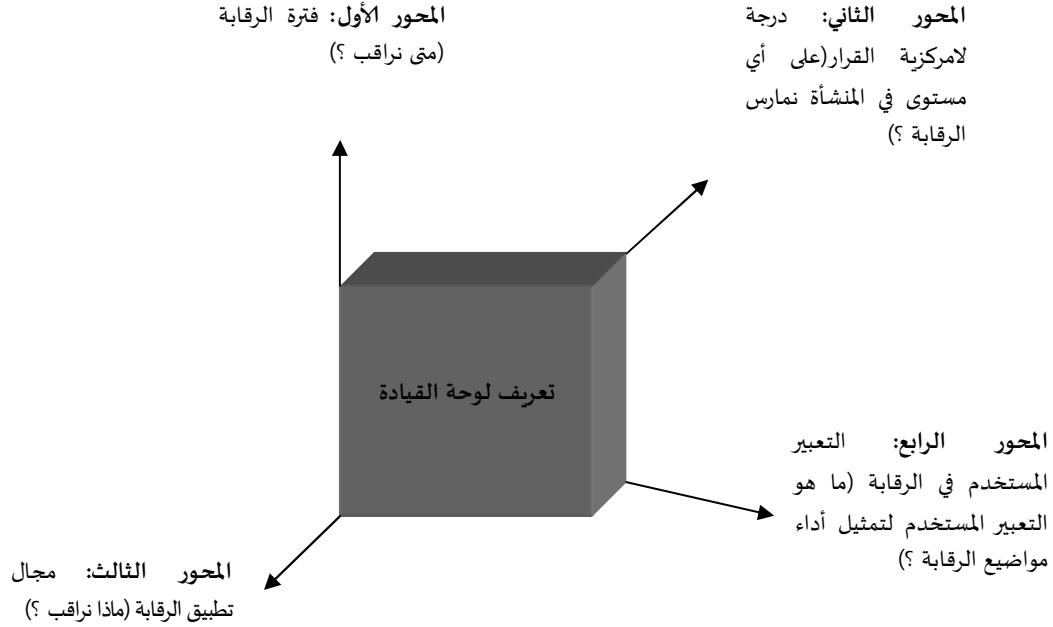 المحور الأول: فترة الرقابة
(متى نراقب ؟)
المحور الثاني: درجة
لامركزية القرار(على أي
مستوى في المنشأة نمارس
الرقابة ؟)
تعريف لوحة القيادة
المحور الرابع: التعبير
المستخدم في الرقابة (ما هو
التعبير المستخدم لتمثيل أداء
مواضيع الرقابة ؟)
المحور الثالث: مجال
تطبيق الرقابة (ماذا نراقب ؟)